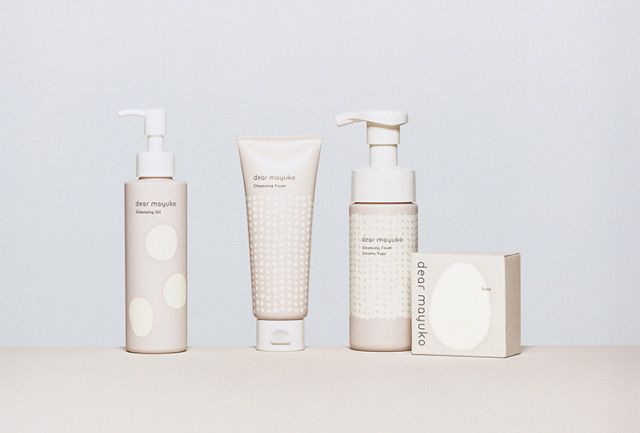 dear mayuko
Cleansing Oil
dear mayuko
Cleansing Foam
dear mayuko
Cleansing Foam
Creamy Type
dear mayuko
Soap